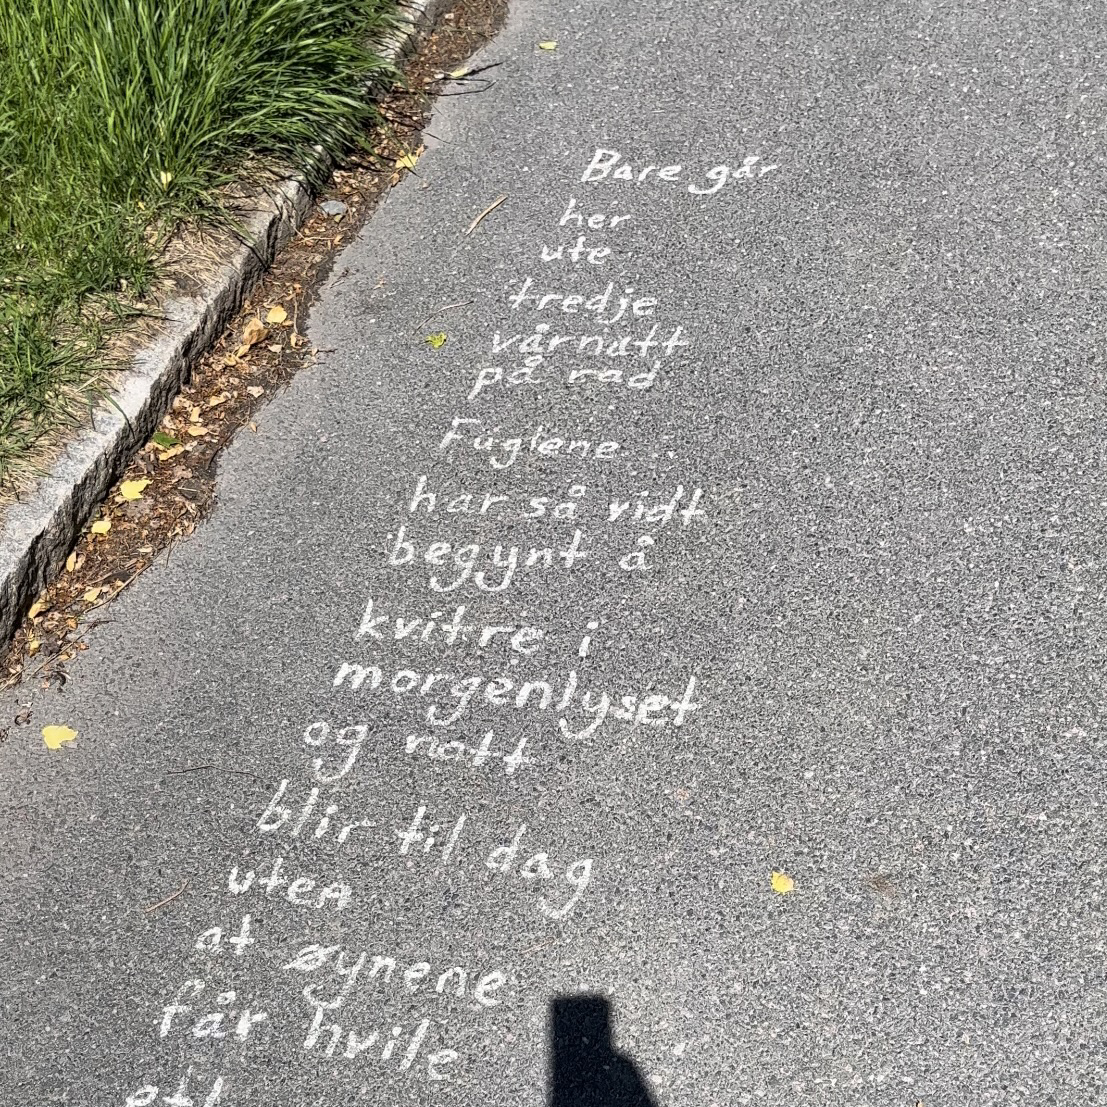 Bare går
her
ute
tredje
vårnatt
på rad
Fuglene
har så vidt
begynt å
kvitre i
morgenlyset
og natt
blir til dag
uten
at øynene
får hvile